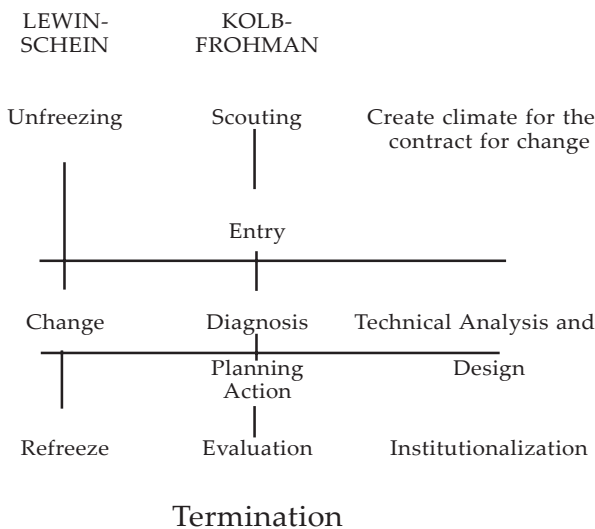 LEWIN-
SCHEIN
KOLB-
FROHMAN
Unfreezing
Scouting
Create climate for the
contract for change
Entry
Change
Diagnosis
Technical Analysis and
Planning
Design
Action
Refreeze
Evaluation
Institutionalization
Termination